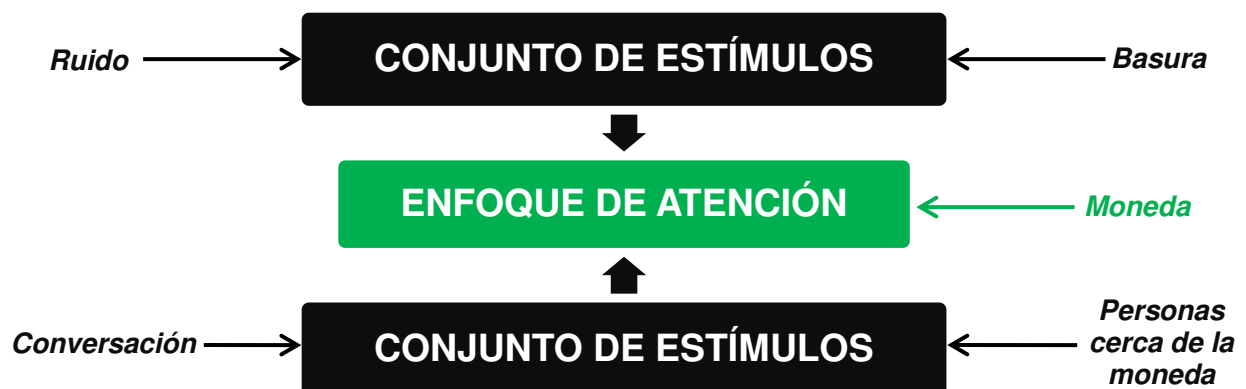 Ruido
CONJUNTO DE ESTÍMULOS
Basura
ENFOQUE DE ATENCIÓN
Moneda
Conversación
CONJUNTO DE ESTÍMULOS
Personas
cerca de la
moneda